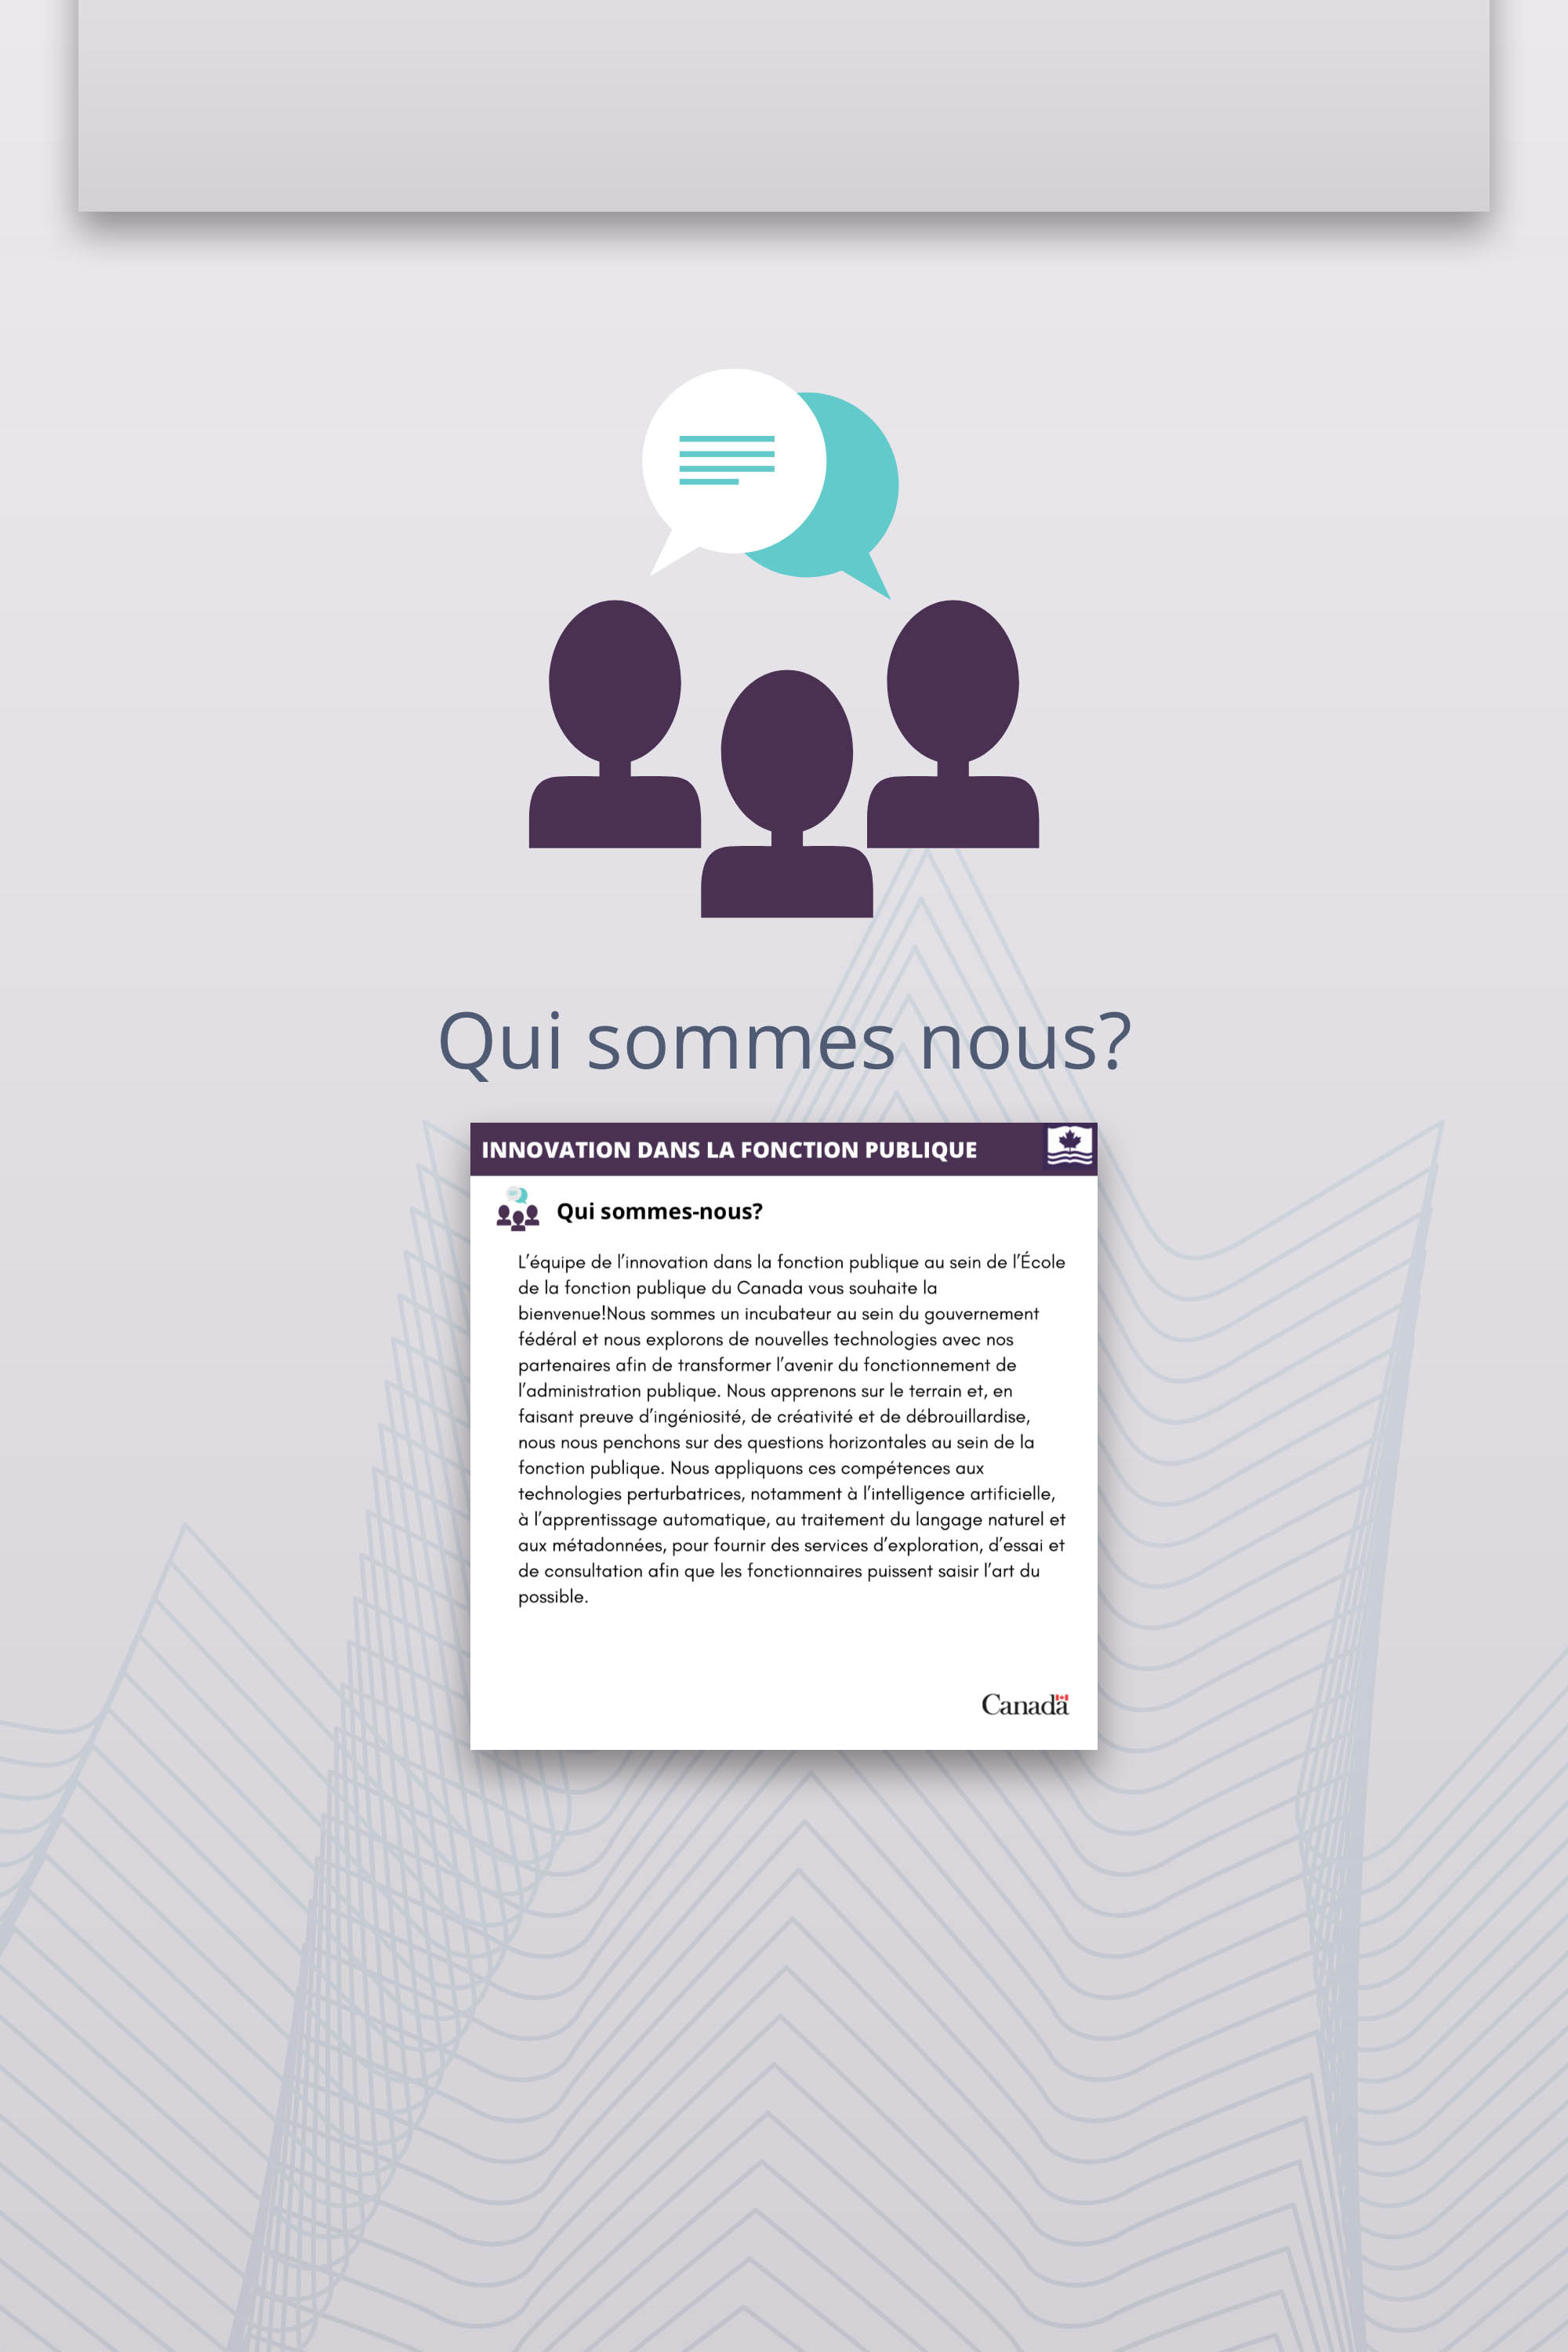 Qui sommes nous?
INNOVATION DANS LA FONCTION PUBLIQUE
Qui sommes-nous?
L'équipe de l'innovation dans la fonction publique au sein de l'École
de la fonction publique du Canada vous souhaite la
bienvenue!Nous sommes un incubateur au sein du gouvernement
fédéral et nous explorons de nouvelles technologies avec nos
partenaires afin de transformer l'avenir du fonctionnement de
l'administration publique. Nous apprenons sur le terrain et, en
faisant preuve d'ingéniosité, de créativité et de débrouillardise,
nous nous penchons sur des questions horizontales au sein de la
fonction publique. Nous appliquons ces compétences aux
technologies perturbatrices, notamment à l'intelligence artificielle,
à l'apprentissage automatique, au traitement du langage naturel et
aux métadonnées, pour fournir des services d'exploration, d'essai et
de consultation afin que les fonctionnaires puissent saisir l'art du
possible.
Canada